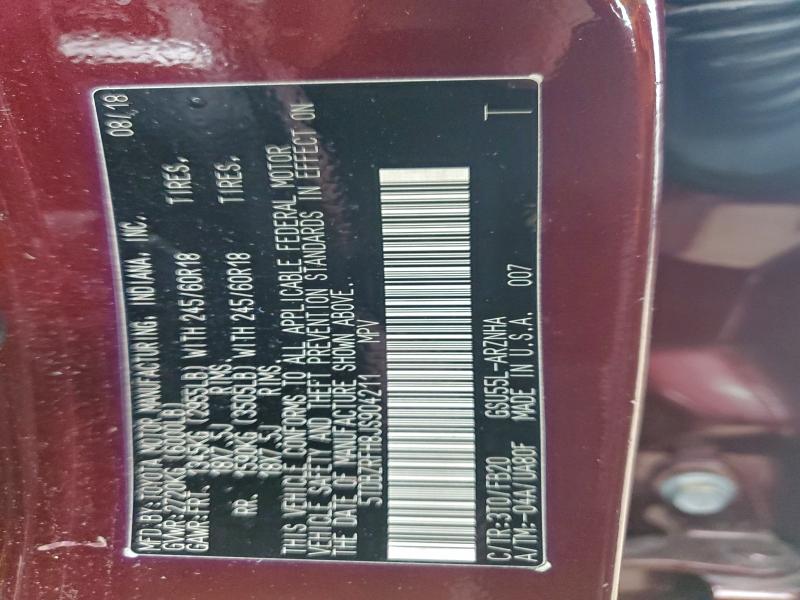 MFD.BY:TOYOTA MOTOR MANUFACTURING, INDIANA, INC. 08/18
GVWR:2720KG(6000LB)
GAWR:FRT. 1345KG (2965LB) WITH 245/60R18 TIRES,
18X7.5J RIMS
RR. 1590KG (3505LB) WITH 245/60R18 TIRES,
18X7.5J RIMS
THIS VEHICLE CONFORMS TO ALL APPLICABLE FEDERAL MOTOR
VEHICLE SAFETY AND THEFT PREVENTION STANDARDS IN EFFECT ON
THE DATE OF MANUFACTURE SHOWN ABOVE.
5TDBZRFH8JS904211 MPV
C/TR:3T0/FB20 GSU55L-ARZNHA T
A/TM:-04A/UA80F MADE IN U.S.A. 007